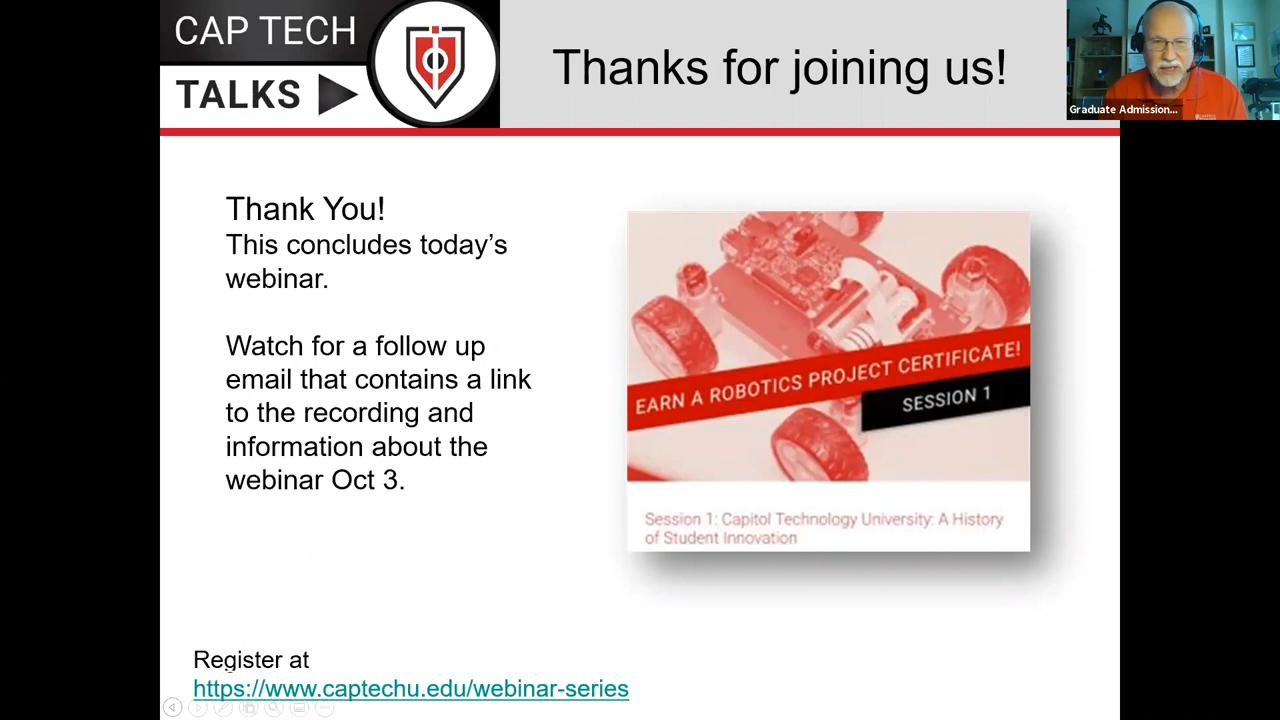 CAP TECH
TALKS
Thanks for joining us!
Graduate Admission...
Thank You!
This concludes today’s
webinar.
Watch for a follow up
email that contains a link
to the recording and
information about the
webinar Oct 3.
EARN A ROBOTICS PROJECT CERTIFICATE!
SESSION 1
Session 1: Capitol Technology University: A History
of Student Innovation
Register at
https://www.captechu.edu/webinar-series